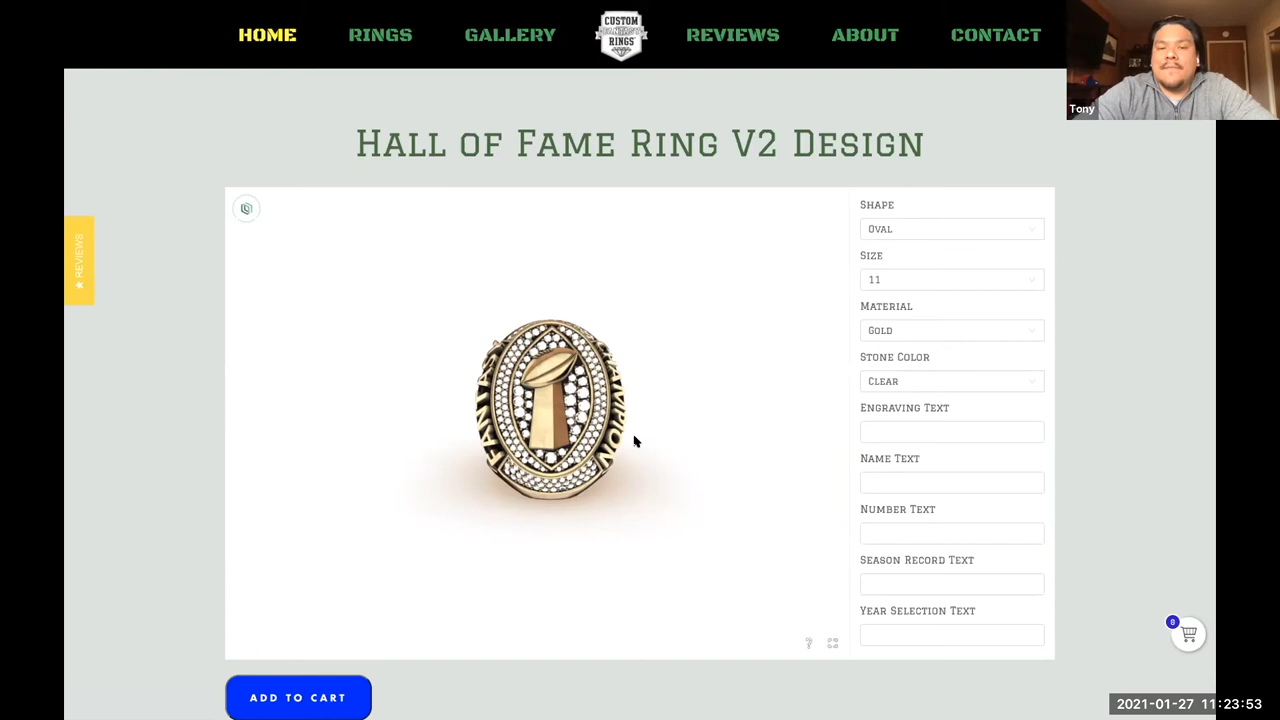 HOME
RINGS
GALLERY
CUSTOM
RINGS
REVIEWS
ABOUT
CONTACT
Tony
HALL OF FAME RING V2 DESIGN
★ REVIEWS
SHAPE
OVAL
SIZE
11
MATERIAL
GOLD
STONE COLOR
CLEAR
ENGRAVING TEXT
NAME TEXT
NUMBER TEXT
SEASON RECORD TEXT
YEAR SELECTION TEXT
?
0
ADD TO CART
2021-01-27 11:23:53